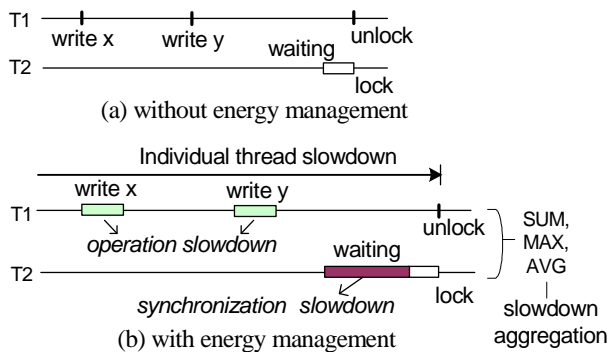 T1
write x write y unlock
waiting
T2
lock
(a) without energy management
Individual thread slowdown
write x write y
T1
unlock
operation slowdown
waiting
T2
lock
synchronization slowdown
(b) with energy management
SUM,
MAX,
AVG
slowdown
aggregation